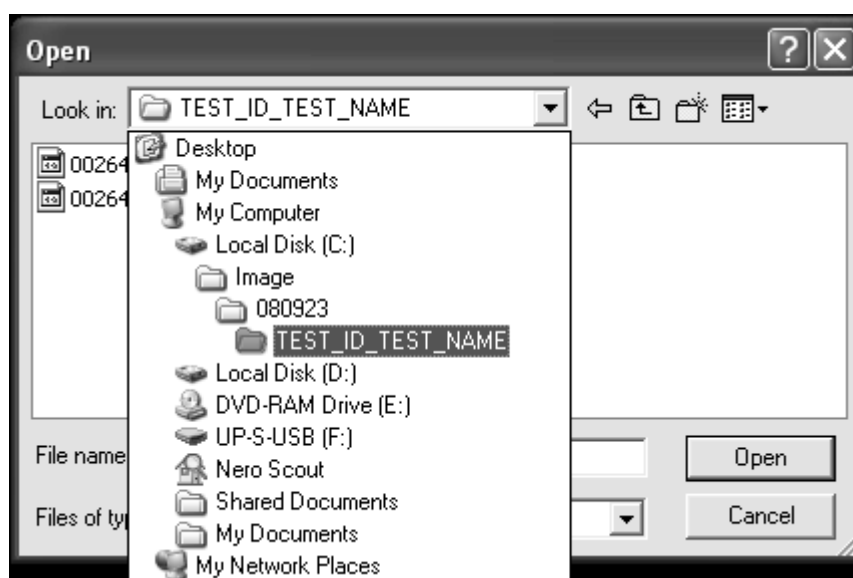 Open
Look in: TEST_ID_TEST_NAME
Desktop
00264
My Documents
00264
My Computer
Local Disk (C:)
Image
080923
TEST_ID_TEST_NAME
Local Disk (D:)
DVD-RAM Drive (E:)
UP-S-USB (F:)
File name
Open
Nero Scout
Shared Documents
Files of ty
Cancel
My Documents
My Network Places